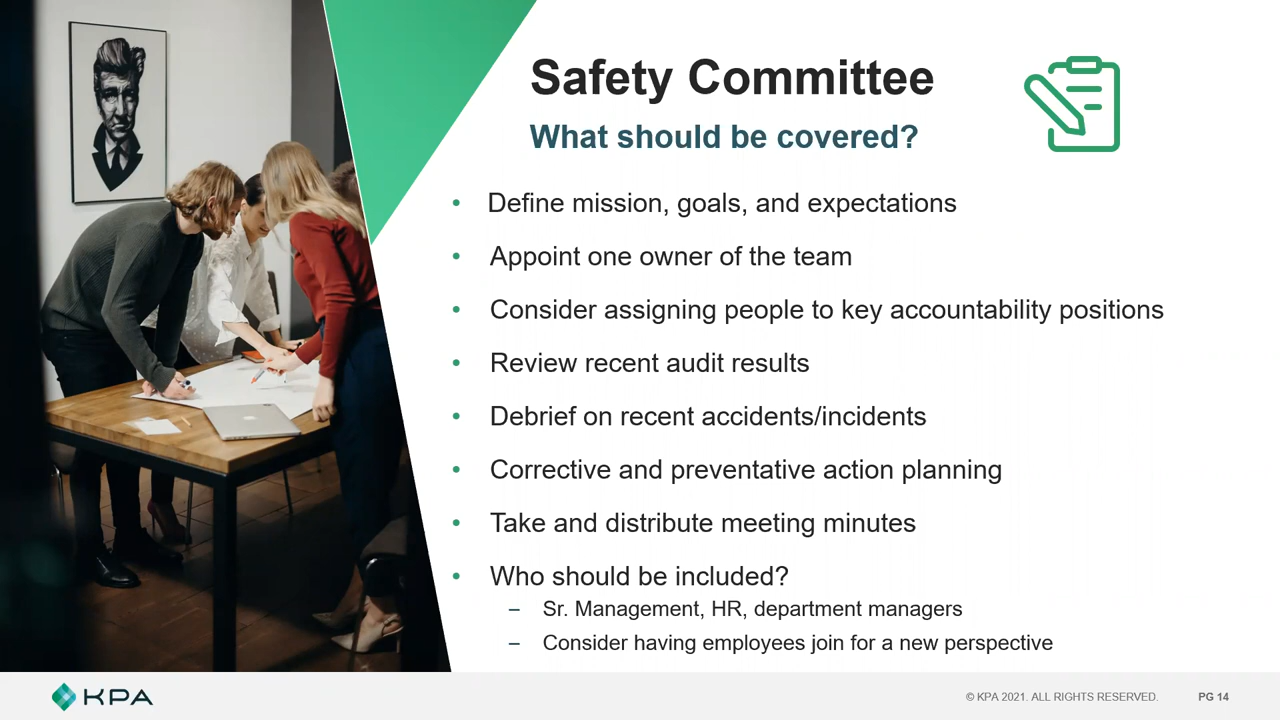 Safety Committee
What should be covered?
• Define mission, goals, and expectations
• Appoint one owner of the team
• Consider assigning people to key accountability positions
• Review recent audit results
• Debrief on recent accidents/incidents
• Corrective and preventative action planning
• Take and distribute meeting minutes
• Who should be included?
– Sr. Management, HR, department managers
– Consider having employees join for a new perspective
KPA
© KPA 2021. ALL RIGHTS RESERVED.
PG 14